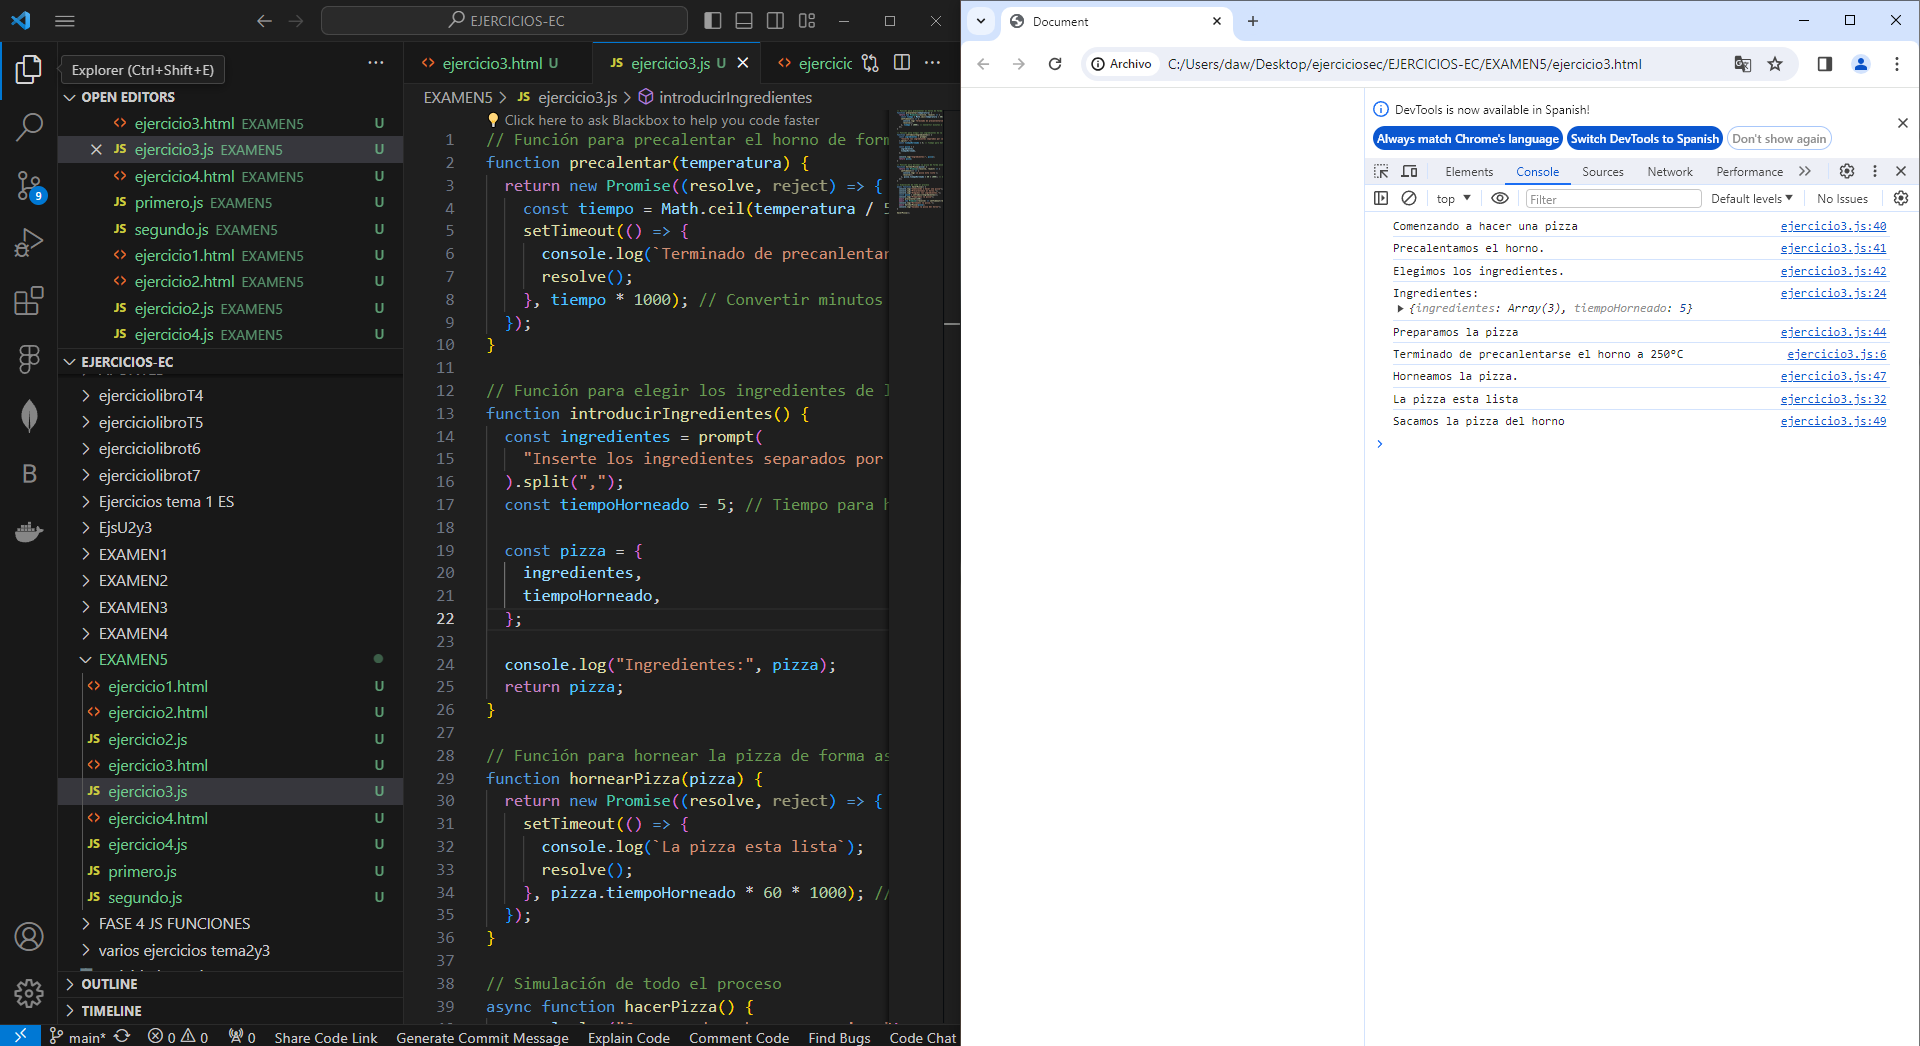 EJERCICIOS-EC
Explorer (Ctrl+Shift+E)
OPEN EDITORS
ejercicio3.html EXAMEN5 U
ejercicio3.js EXAMEN5 U
ejercicio4.html EXAMEN5 U
primero.js EXAMEN5 U
segundo.js EXAMEN5 U
ejercicio1.html EXAMEN5 U
ejercicio2.html EXAMEN5 U
ejercicio2.js EXAMEN5 U
ejercicio4.js EXAMEN5 U
EJERCICIOS-EC
ejerciciolibroT4
ejerciciolibroT5
ejerciciolibrot6
ejerciciolibrot7
Ejercicios tema 1 ES
EjsU2y3
EXAMEN1
EXAMEN2
EXAMEN3
EXAMEN4
EXAMEN5
ejercicio1.html U
ejercicio2.html U
ejercicio2.js U
ejercicio3.html U
ejercicio3.js U
ejercicio4.html U
ejercicio4.js U
primero.js U
segundo.js U
FASE 4 JS FUNCIONES
varios ejercicios tema2y3
OUTLINE
TIMELINE
9
ejercicio3.html U
JS ejercicio3.js U
ejercicic
EXAMEN5 > JS ejercicio3.js > introducirIngredientes
Click here to ask Blackbox to help you code faster
1 // Función para precalentar el horno de for
2 function precalentar(temperatura) {
3 return new Promise((resolve, reject) => {
4 const tiempo = Math.ceil(temperatura / 5
5 setTimeout(() => {
6 console.log(`Terminado de precanlentar
7 resolve();
8 }, tiempo * 1000); // Convertir minutos
9 });
10 }
11
12 // Función para elegir los ingredientes de l
13 function introducirIngredientes() {
14 const ingredientes = prompt(
15 "Inserte los ingredientes separados por
16 ).split(",");
17 const tiempoHorneado = 5; // Tiempo para h
18
19 const pizza = {
20 ingredientes,
21 tiempoHorneado,
22 };
23
24 console.log("Ingredientes:", pizza);
25 return pizza;
26 }
27
28 // Función para hornear la pizza de forma as
29 function hornearPizza(pizza) {
30 return new Promise((resolve, reject) => {
31 setTimeout(() => {
32 console.log(`La pizza esta lista`);
33 resolve();
34 }, pizza.tiempoHorneado * 60 * 1000); //
35 });
36 }
37
38 // Simulación de todo el proceso
39 async function hacerPizza() {
main* 0 0 0 Share Code Link Generate Commit Message Explain Code Comment Code Find Bugs Code Chat
Document
Archivo C:/Users/daw/Desktop/ejerciciosec/EJERCICIOS-EC/EXAMEN5/ejercicio3.html
DevTools is now available in Spanish!
Always match Chrome's language Switch DevTools to Spanish Don't show again
Elements Console Sources Network Performance
top Filter Default levels No Issues
Comenzando a hacer una pizza ejercicio3.js:40
Precalentamos el horno. ejercicio3.js:41
Elegimos los ingredientes. ejercicio3.js:42
Ingredientes: ejercicio3.js:24
{ingredientes: Array(3), tiempoHorneado: 5}
Preparamos la pizza ejercicio3.js:44
Terminado de precanlentarse el horno a 250ºC ejercicio3.js:6
Horneamos la pizza. ejercicio3.js:47
La pizza esta lista ejercicio3.js:32
Sacamos la pizza del horno ejercicio3.js:49